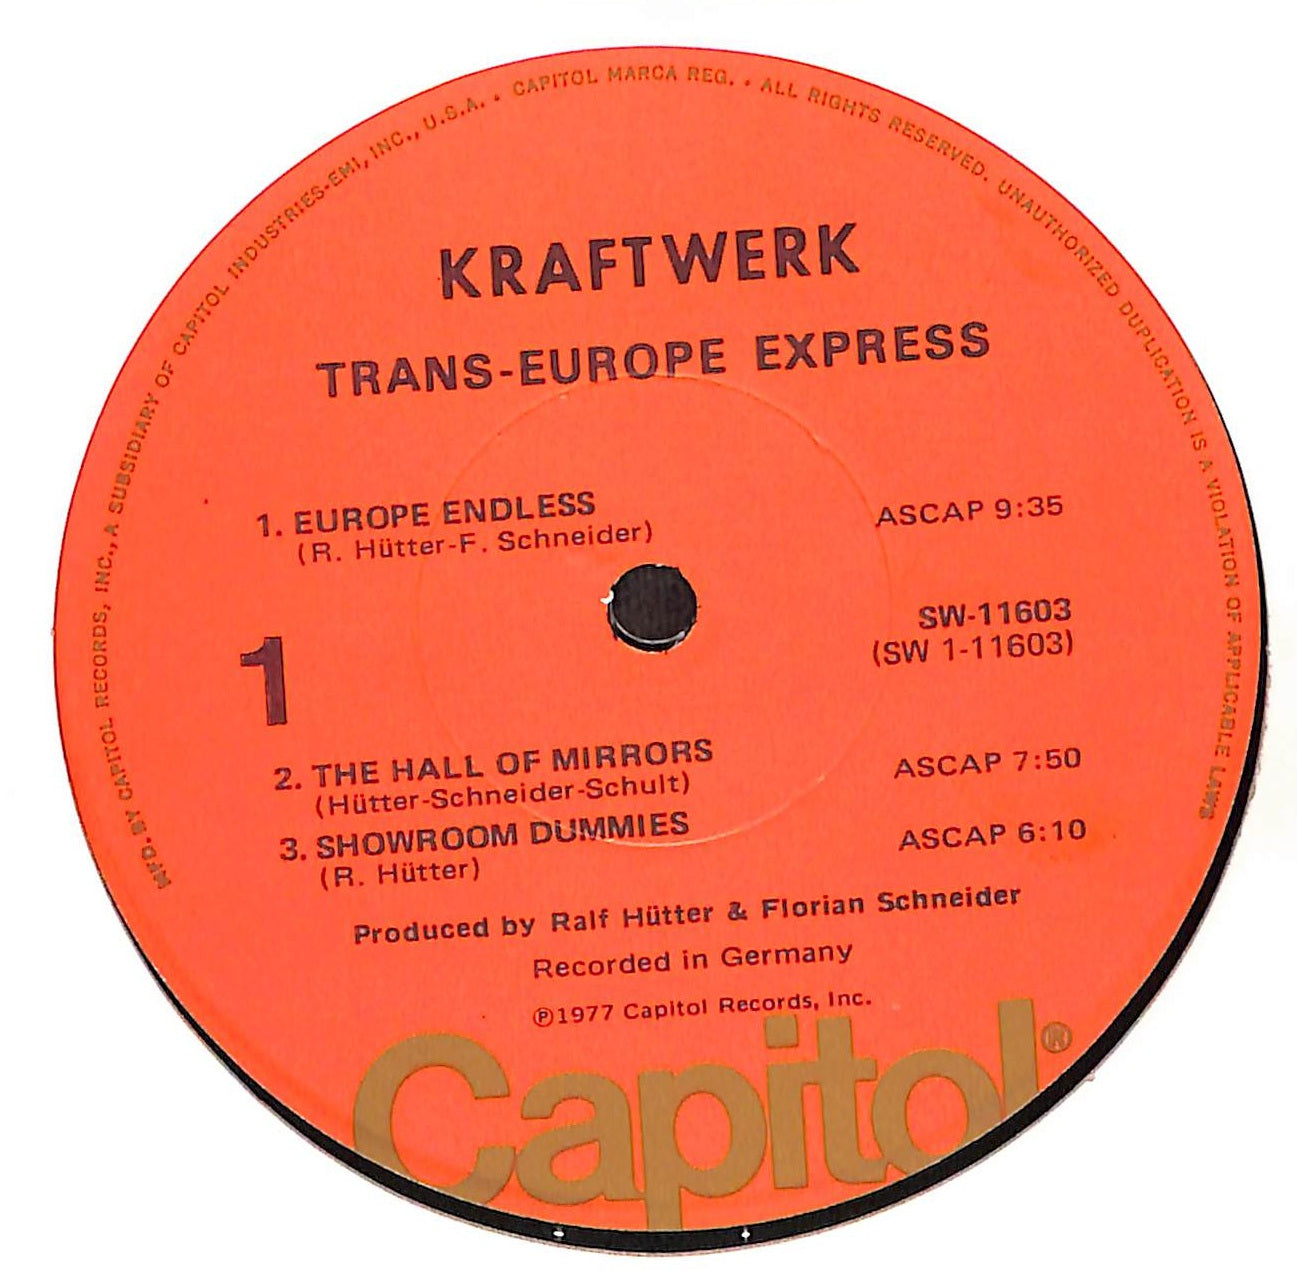 MFD. BY CAPITOL RECORDS, INC., A SUBSIDIARY OF CAPITOL INDUSTRIES-EMI, INC., U.S.A. • CAPITOL MARCA REG. • ALL RIGHTS RESERVED. UNAUTHORIZED DUPLICATION IS A VIOLATION OF APPLICABLE LAWS
KRAFTWERK
TRANS-EUROPE EXPRESS
1. EUROPE ENDLESS ASCAP 9:35
(R. Hütter-F. Schneider)
SW-11603
(SW 1-11603)
1
2. THE HALL OF MIRRORS ASCAP 7:50
(Hütter-Schneider-Schult)
3. SHOWROOM DUMMIES ASCAP 6:10
(R. Hütter)
Produced by Ralf Hütter & Florian Schneider
Recorded in Germany
℗1977 Capitol Records, Inc.
Capitol®